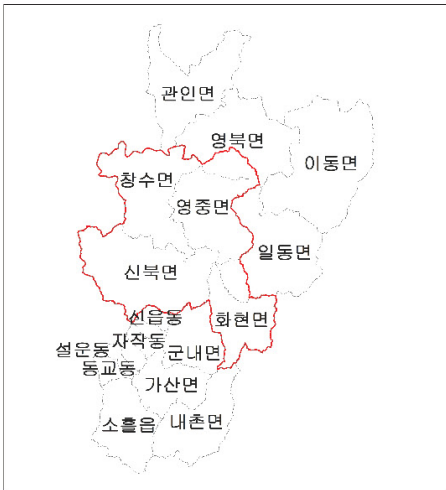 관인면
영북면
이동면
창수면
영중면
일동면
신북면
선읍동
화현면
자작동
설운동
군내면
동교동
가산면
소흘읍
내촌면